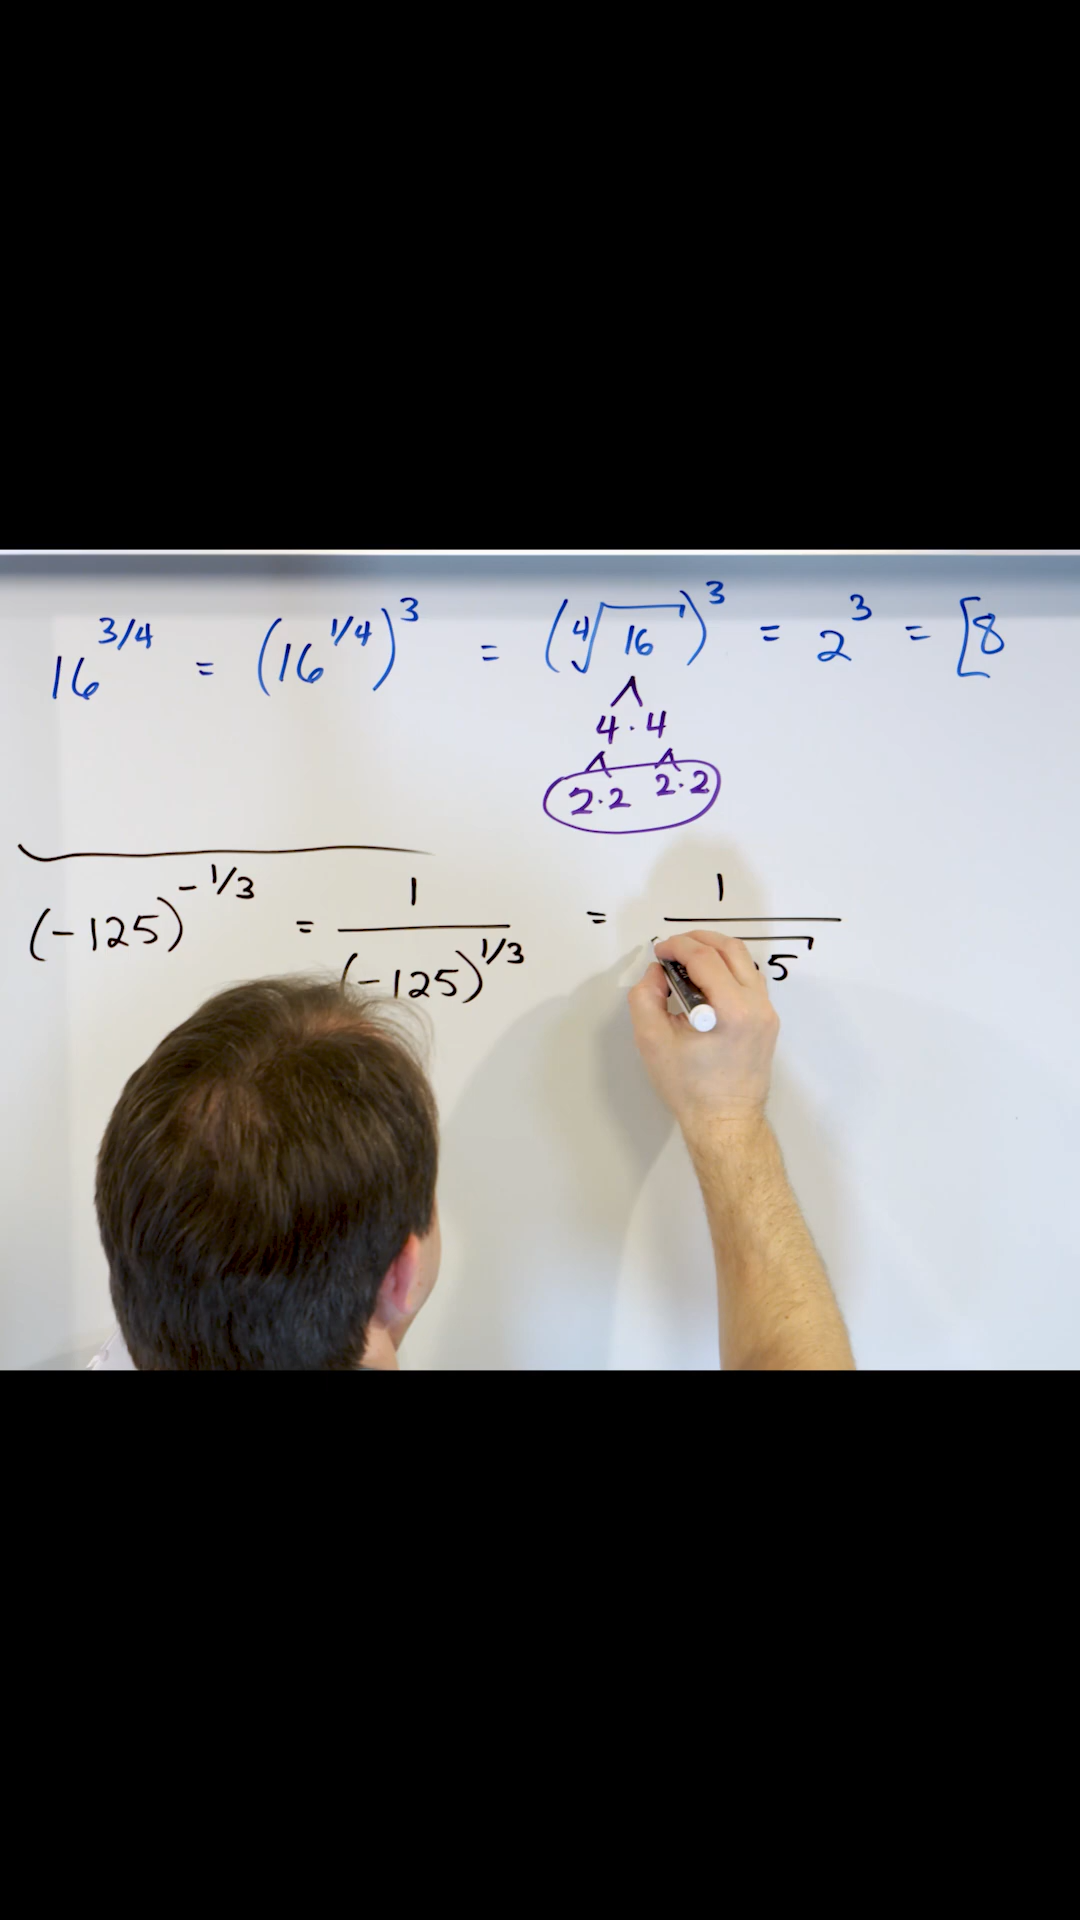 16^{3/4} = (16^{1/4})^3 = (∜16)^3 = 2^3 = [8
4 · 4
2·2 2·2
(-125)^{-1/3} = 1/(-125)^{1/3} = 1/
5